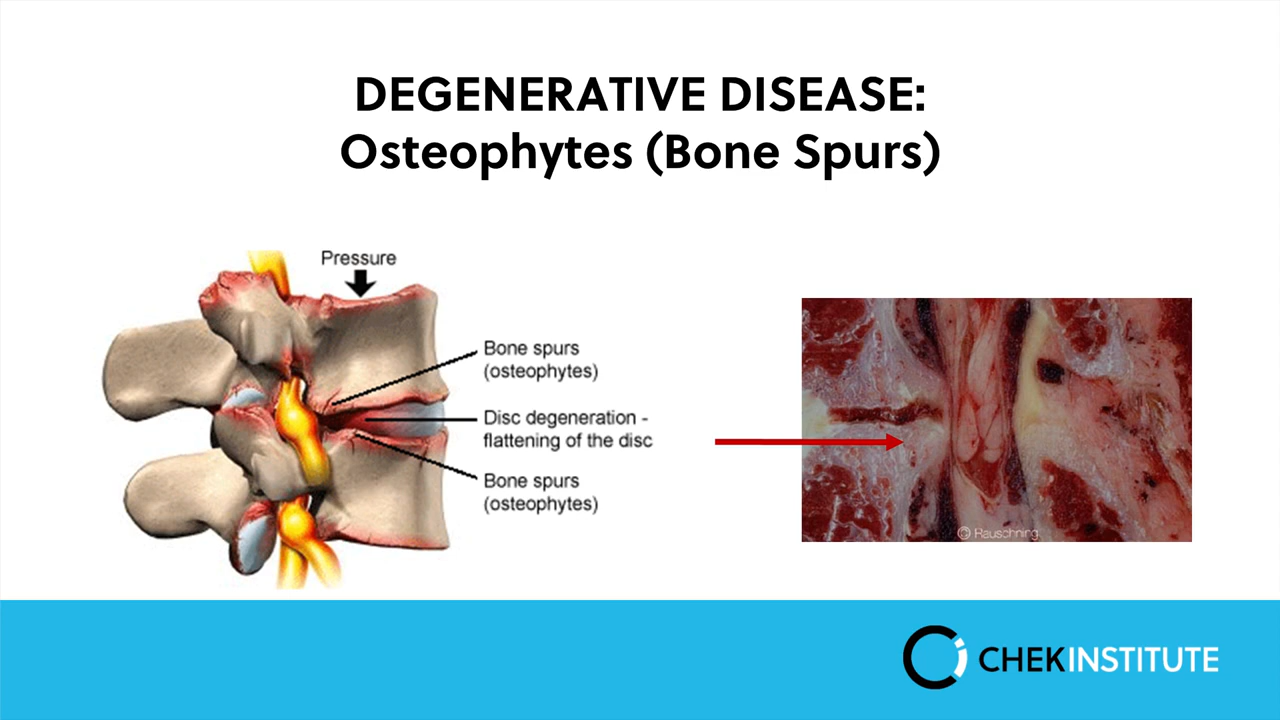 DEGENERATIVE DISEASE:
Osteophytes (Bone Spurs)
Pressure
Bone spurs
(osteophytes)
Disc degeneration -
flattening of the disc
Bone spurs
(osteophytes)
© Rauschning
CHEKINSTITUTE